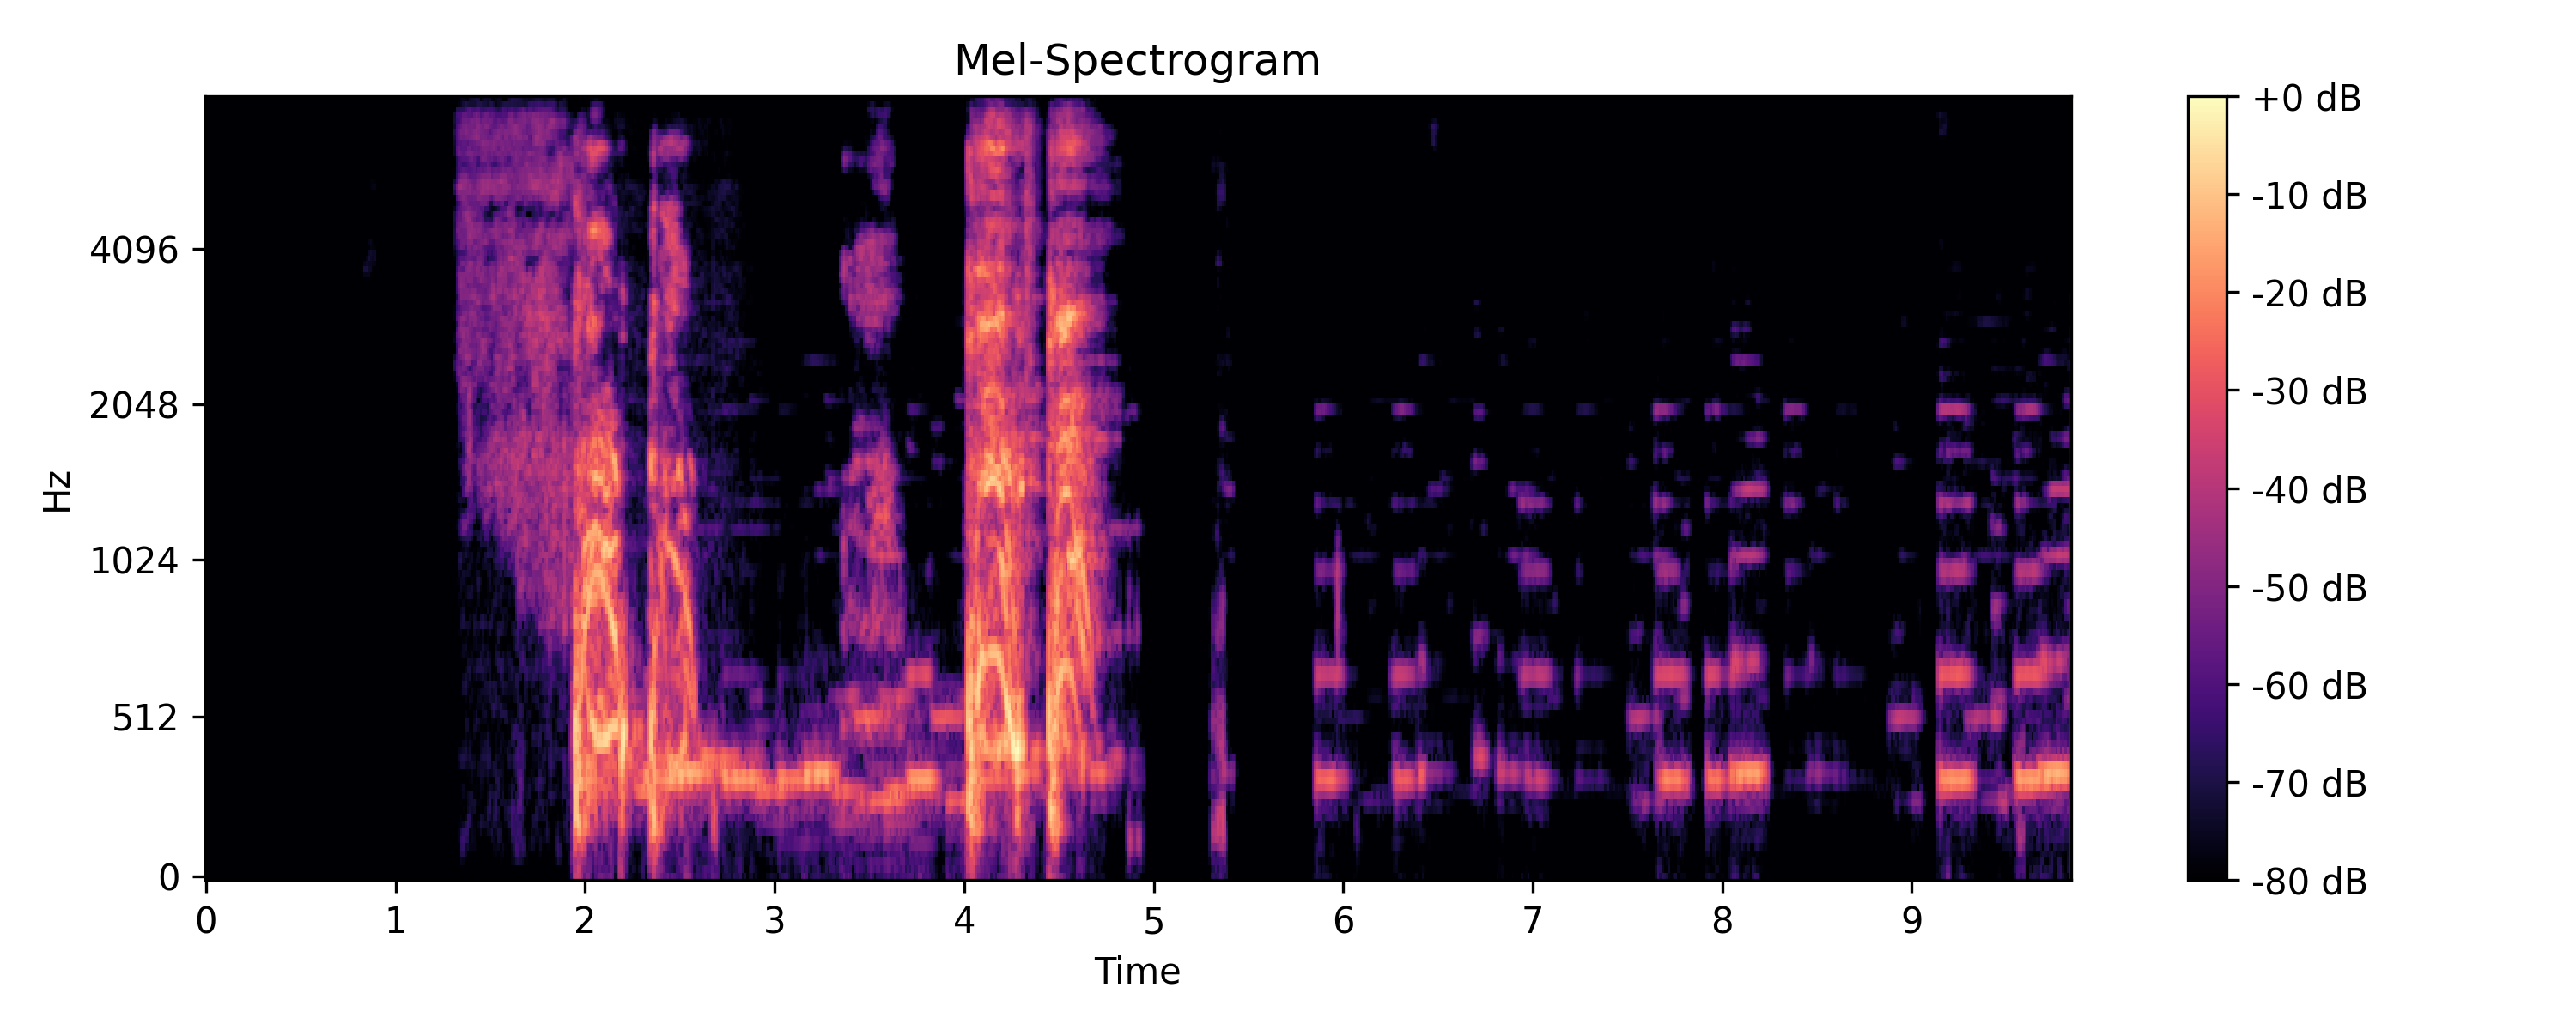 Mel-Spectrogram
+0 dB
-10 dB
4096
-20 dB
-30 dB
2048
Hz
-40 dB
1024
-50 dB
512
-60 dB
-70 dB
0
-80 dB
0 1 2 3 4 5 6 7 8 9
Time